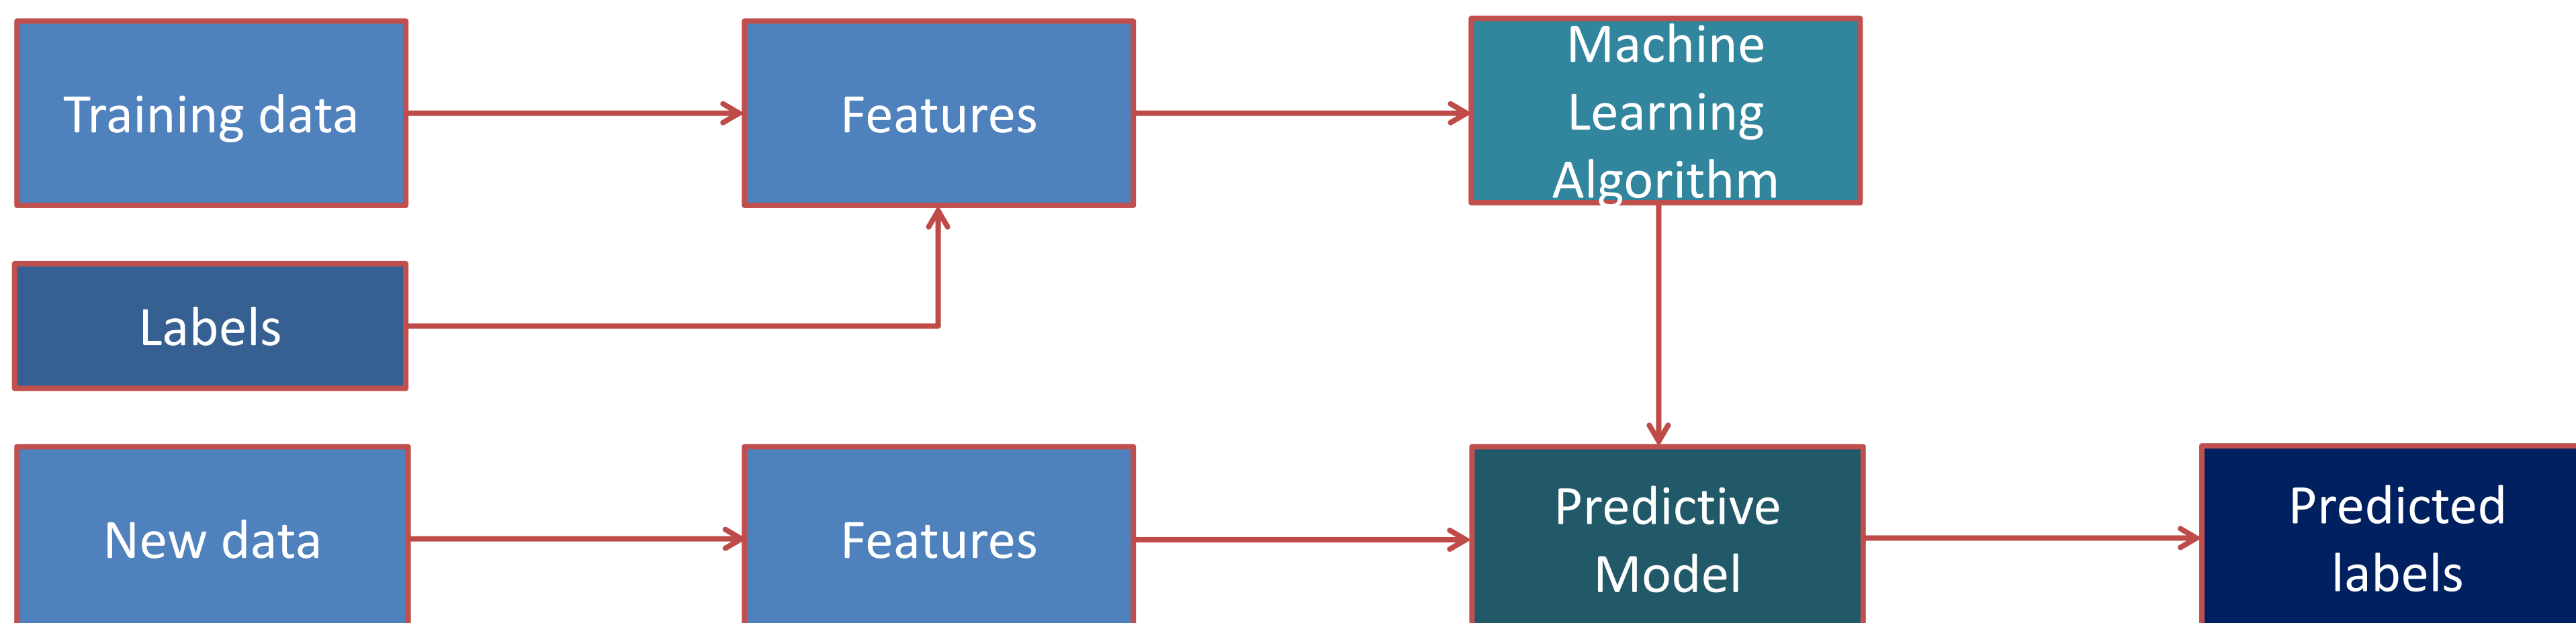 Training data
Features
Machine
Learning
Algorithm
Labels
New data
Features
Predictive
Model
Predicted
labels